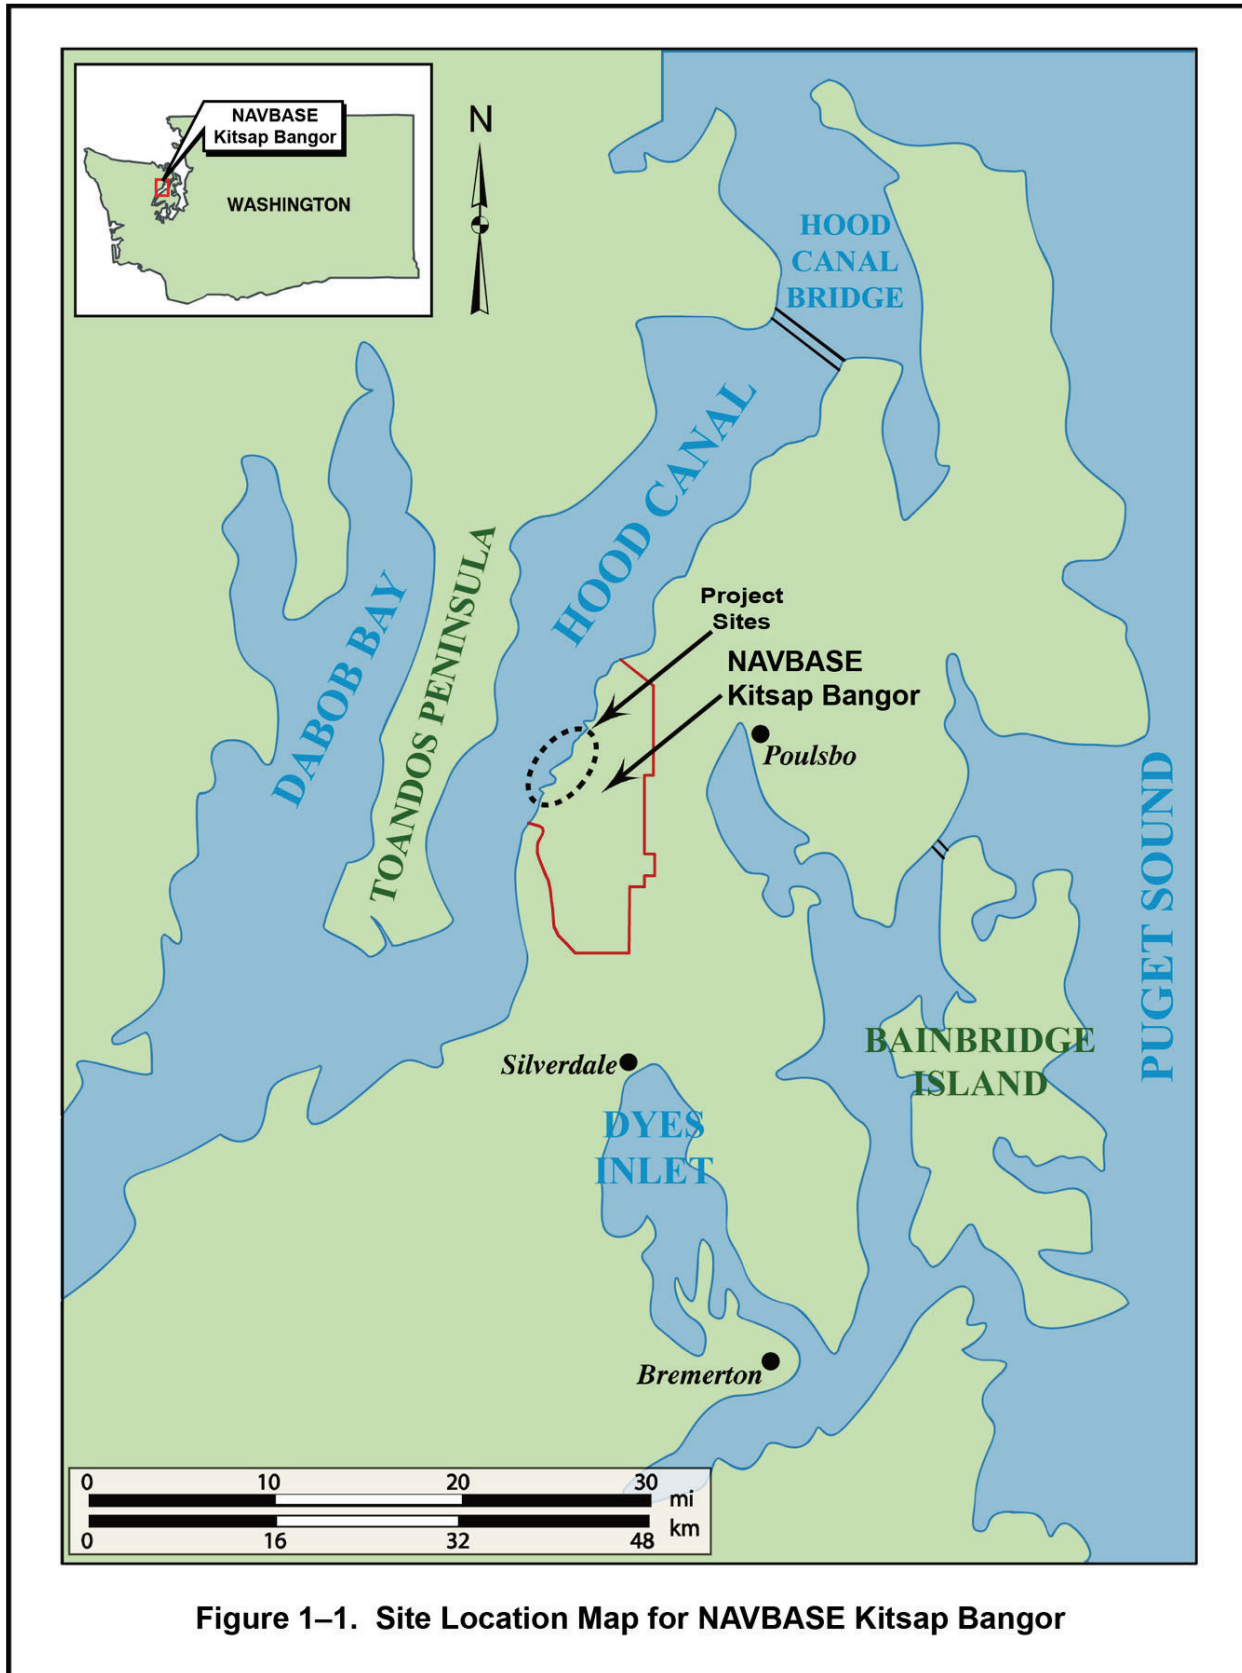 NAVBASE
Kitsap Bangor
WASHINGTON
N
HOOD
CANAL
BRIDGE
HOOD CANAL
DABOB BAY
TOANDOS PENINSULA
Project
Sites
NAVBASE
Kitsap Bangor
Poulsbo
PUGET SOUND
BAINBRIDGE
ISLAND
Silverdale
DYES
INLET
Bremerton
0 10 20 30
mi
km
0 16 32 48
Figure 1–1. Site Location Map for NAVBASE Kitsap Bangor